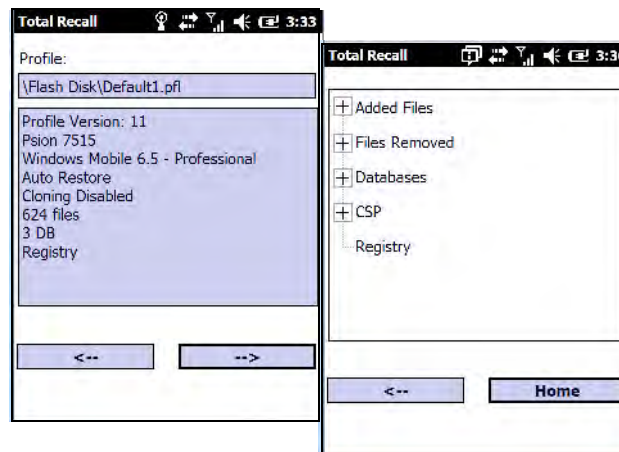 Total Recall 3:33
Profile:
\Flash Disk\Default1.pfl
Profile Version: 11
Psion 7515
Windows Mobile 6.5 - Professional
Auto Restore
Cloning Disabled
624 files
3 DB
Registry
<-- -->
Total Recall
Added Files
Files Removed
Databases
CSP
Registry
<-- Home